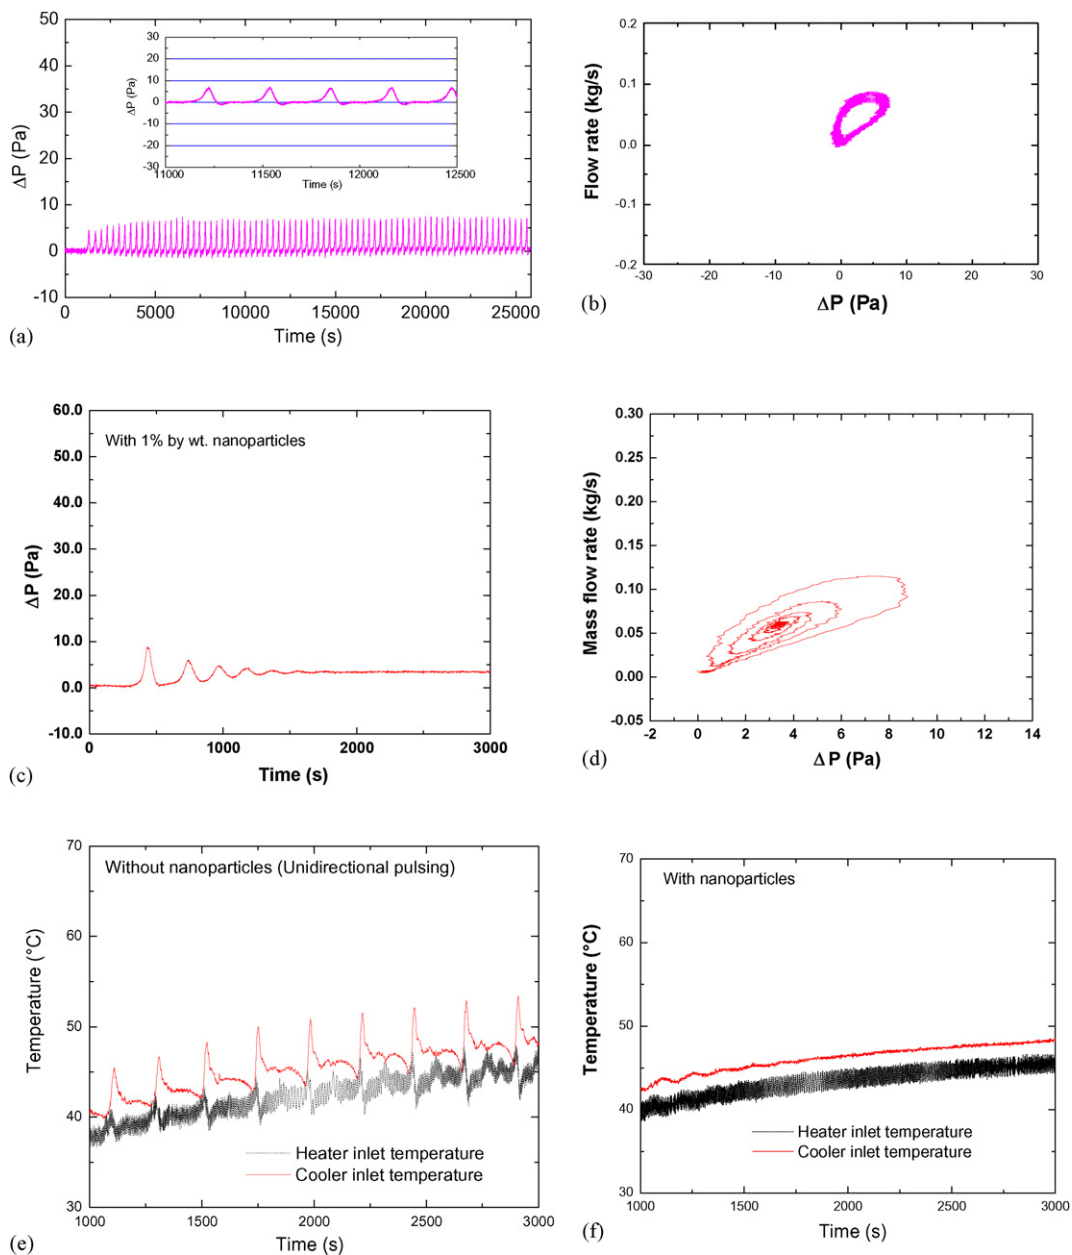 50
40
30
20
10
0
-10
ΔP (Pa)
0 5000 10000 15000 20000 25000
Time (s)
30
20
10
0
-10
-20
-30
ΔP (Pa)
11000 11500 12000 12500
Time (s)
(a)
0.2
0.1
0.0
-0.1
-0.2
Flow rate (kg/s)
-30 -20 -10 0 10 20 30
ΔP (Pa)
(b)
60.0
50.0
40.0
30.0
20.0
10.0
0.0
-10.0
ΔP (Pa)
With 1% by wt. nanoparticles
0 1000 2000 3000
Time (s)
(c)
0.30
0.25
0.20
0.15
0.10
0.05
0.00
-0.05
Mass flow rate (kg/s)
-2 0 2 4 6 8 10 12 14
ΔP (Pa)
(d)
70
60
50
40
30
Temperature (°C)
Without nanoparticles (Unidirectional pulsing)
Heater inlet temperature
Cooler inlet temperature
1000 1500 2000 2500 3000
Time (s)
(e)
70
60
50
40
30
Temperature (°C)
With nanoparticles
Heater inlet temperature
Cooler inlet temperature
1000 1500 2000 2500 3000
Time (s)
(f)